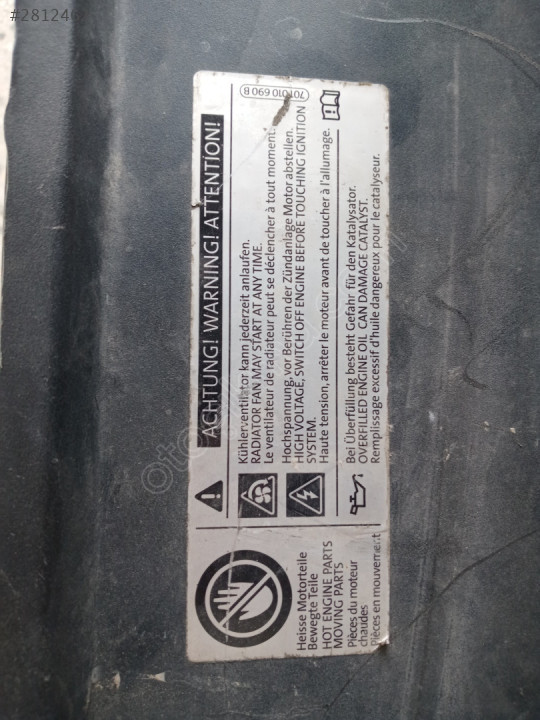 #281240
ACHTUNG! WARNING! ATTENTION!
Kühlerventilator kann jederzeit anlaufen.
RADIATOR FAN MAY START AT ANY TIME.
Le ventilateur de radiateur peut se déclencher à tout moment.
701 010 690 B
Hochspannung, vor Berühren der Zündanlage Motor abstellen.
HIGH VOLTAGE, SWITCH OFF ENGINE BEFORE TOUCHING IGNITION
SYSTEM.
Haute tension, arrêter le moteur avant de toucher à l'allumage.
Bei Überfüllung besteht Gefahr für den Katalysator.
OVERFILLED ENGINE OIL CAN DAMAGE CATALYST.
Remplissage excessif d'huile dangereux pour le catalyseur.
Heisse Motorteile
Bewegte Teile
HOT ENGINE PARTS
MOVING PARTS
Pièces du moteur
chaudes
Pièces en mouvement